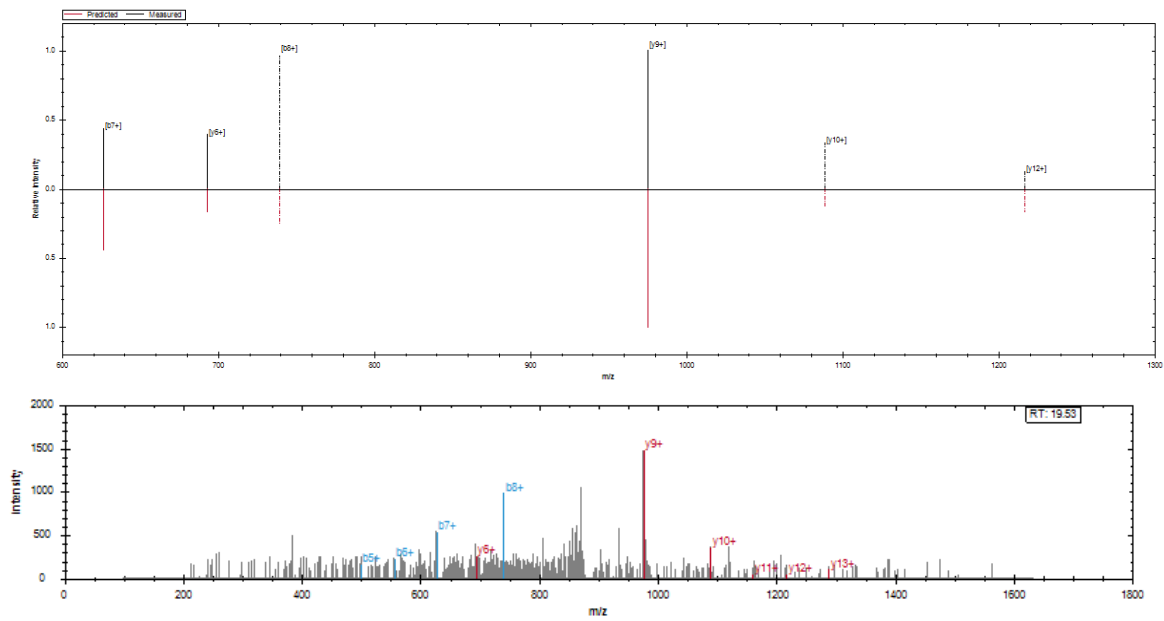 Predicted Measured
1.0
0.5
0.0
0.5
1.0
Relative Intensity
[b7+]
[y6+]
[b8+]
[y9+]
[y10+]
[y12+]
600 700 800 900 1000 1100 1200 1300
m/z
2000
1500
1000
500
0
Intensity
RT: 19.53
b5+
b6+
b7+
y6+
b8+
y9+
y10+
y11+
y12+
y13+
0 200 400 600 800 1000 1200 1400 1600 1800
m/z